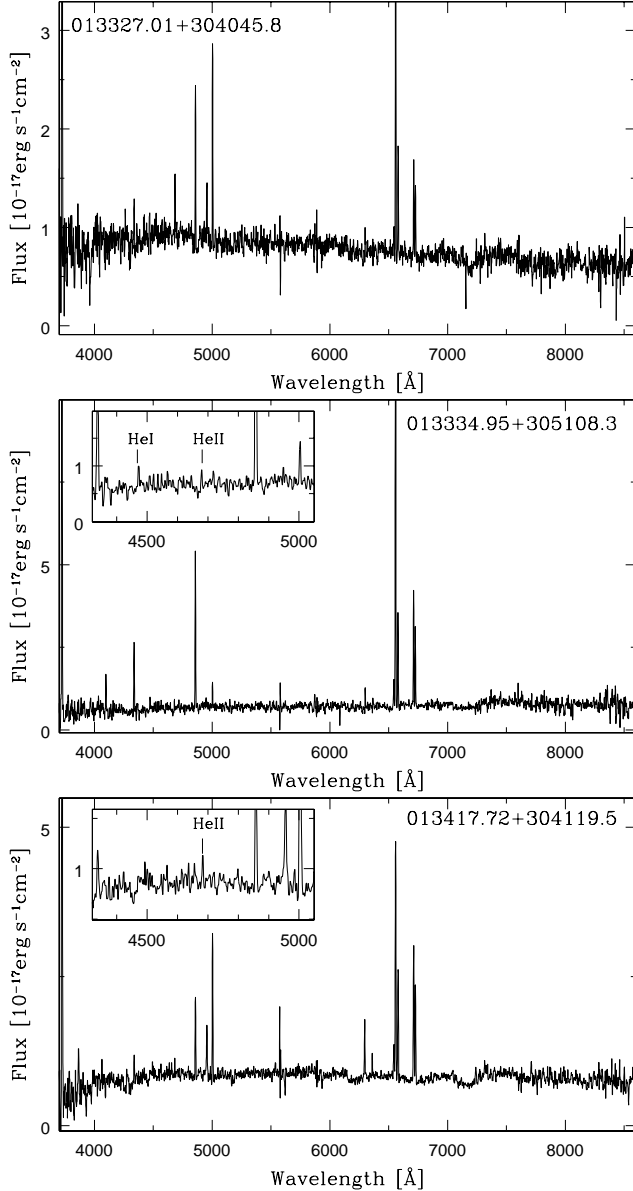 013327.01+304045.8
3
2
1
0
Flux [10⁻¹⁷erg s⁻¹cm⁻²]
4000 5000 6000 7000 8000
Wavelength [Å]
013334.95+305108.3
HeI HeII
1
0
4500 5000
5
0
Flux [10⁻¹⁷erg s⁻¹cm⁻²]
4000 5000 6000 7000 8000
Wavelength [Å]
013417.72+304119.5
HeII
1
4500 5000
5
0
Flux [10⁻¹⁷erg s⁻¹cm⁻²]
4000 5000 6000 7000 8000
Wavelength [Å]